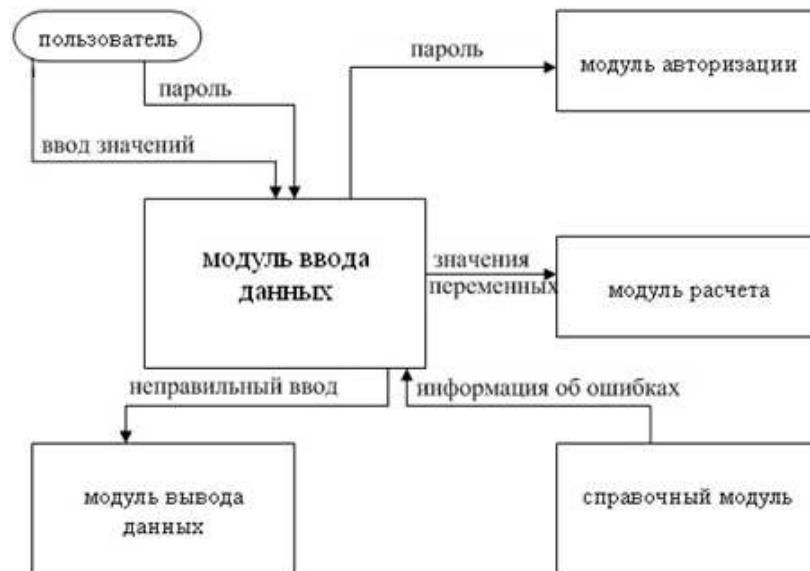 пользователь
пароль
модуль авторизации
пароль
ввод значений
модуль ввода
данных
значения
переменных
модуль расчета
неправильный ввод
информация об ошибках
модуль вывода
данных
справочный модуль